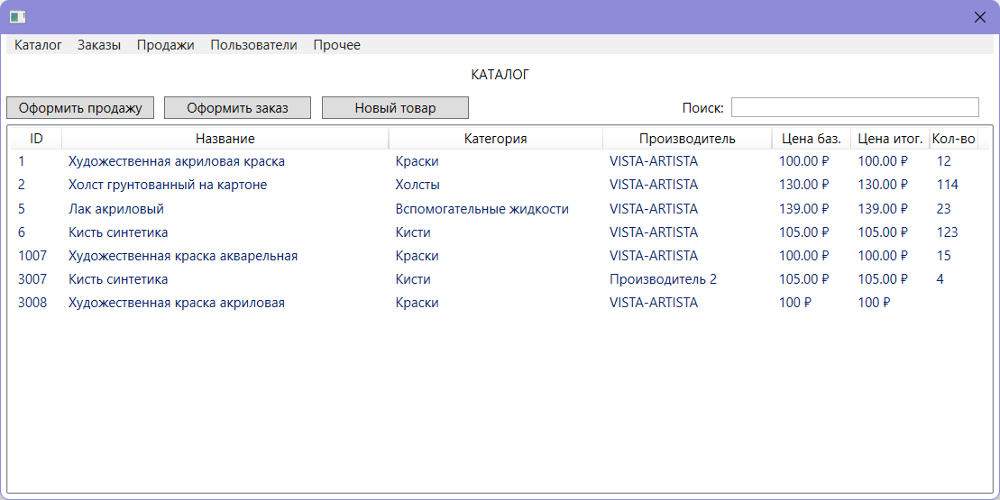 Каталог Заказы Продажи Пользователи Прочее
КАТАЛОГ
Оформить продажу Оформить заказ Новый товар Поиск:
ID Название Категория Производитель Цена баз. Цена итог. Кол-во
1 Художественная акриловая краска Краски VISTA-ARTISTA 100.00 ₽ 100.00 ₽ 12
2 Холст грунтованный на картоне Холсты VISTA-ARTISTA 130.00 ₽ 130.00 ₽ 114
5 Лак акриловый Вспомогательные жидкости VISTA-ARTISTA 139.00 ₽ 139.00 ₽ 23
6 Кисть синтетика Кисти VISTA-ARTISTA 105.00 ₽ 105.00 ₽ 123
1007 Художественная краска акварельная Краски VISTA-ARTISTA 100.00 ₽ 100.00 ₽ 15
3007 Кисть синтетика Кисти Производитель 2 105.00 ₽ 105.00 ₽ 4
3008 Художественная краска акриловая Краски VISTA-ARTISTA 100 ₽ 100 ₽